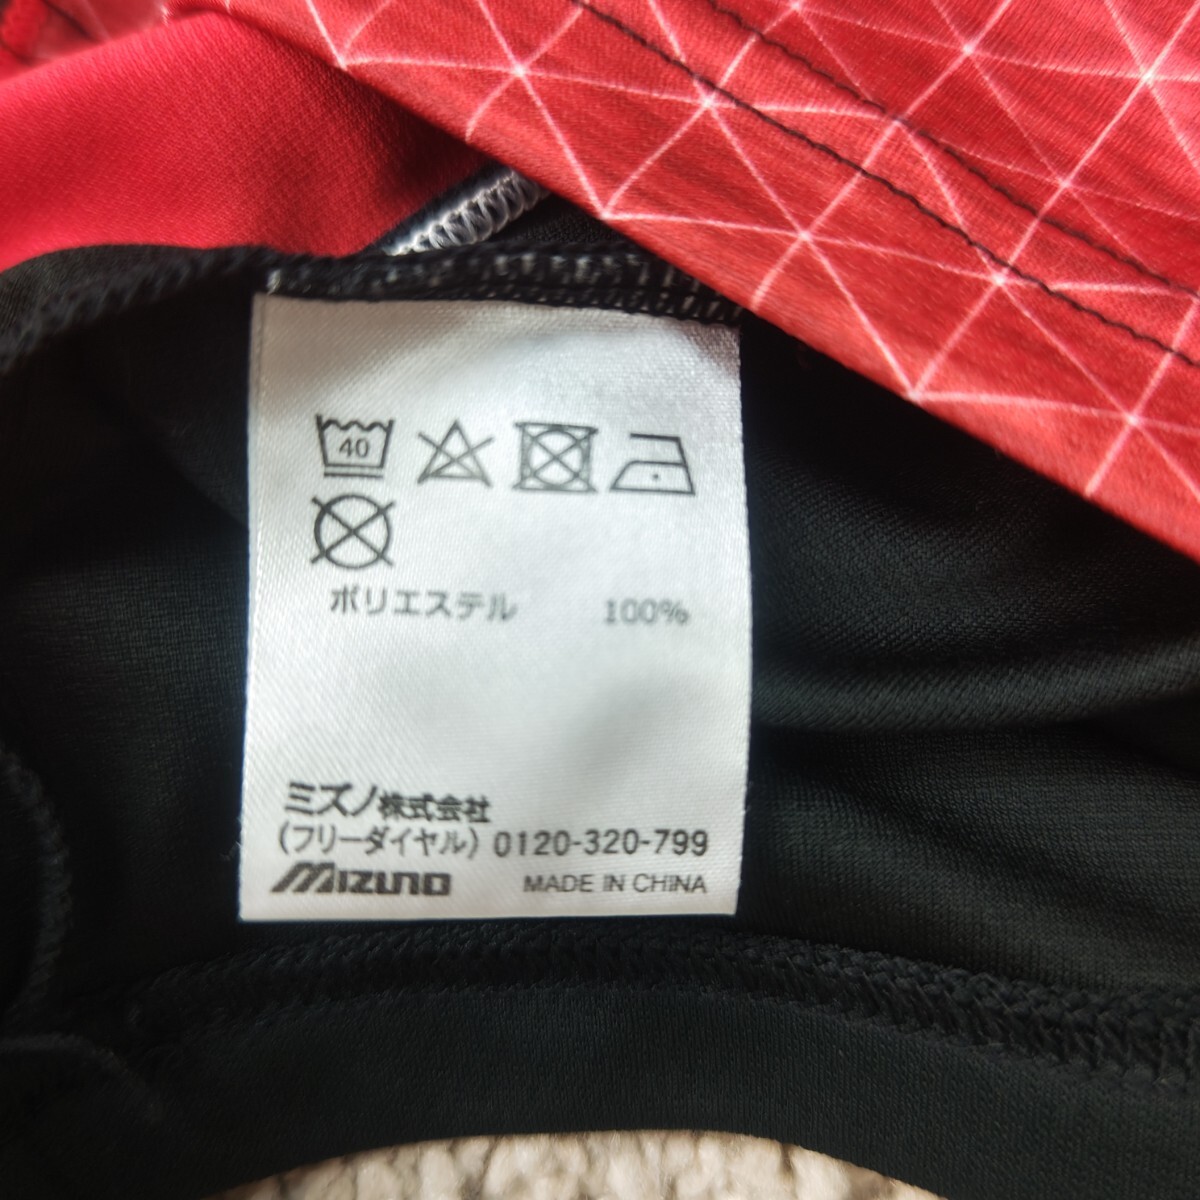 40
ポリエステル 100%
ミズノ株式会社
(フリーダイヤル) 0120-320-799
MIZUNO MADE IN CHINA